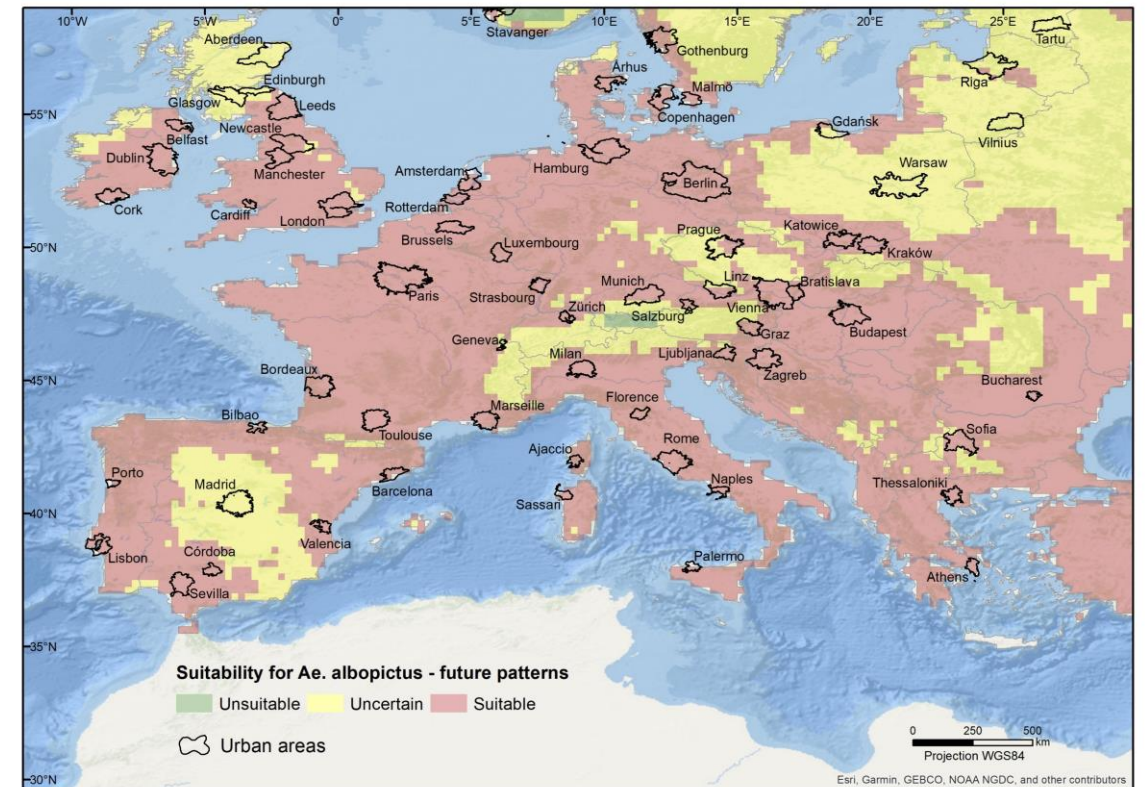 10°W 5°W 0° 5°E 10°E 15°E 20°E 25°E
Stavanger
Tartu
Aberdeen
Gothenburg
Edinburgh
Århus
Riga
Glasgow
Leeds
Malmö
55°N
Newcastle
Copenhagen
Gdańsk
Belfast
Vilnius
Dublin
Hamburg
Warsaw
Manchester
Amsterdam
Berlin
Cork
Cardiff
London
Rotterdam
Katowice
Prague
50°N
Brussels
Luxembourg
Kraków
Linz
Munich
Bratislava
Paris
Strasbourg
Zürich
Vienna
Salzburg
Budapest
Graz
Geneva
Milan
Ljubljana
Zagreb
Bordeaux
45°N
Bucharest
Florence
Marseille
Bilbao
Toulouse
Sofia
Rome
Ajaccio
Porto
Madrid
Naples
Thessaloniki
Barcelona
Sassari
40°N
Valencia
Córdoba
Lisbon
Palermo
Athens
Sevilla
35°N
Suitability for Ae. albopictus - future patterns
Unsuitable Uncertain Suitable
0 250 500
km
Urban areas
Projection WGS84
30°N
Esri, Garmin, GEBCO, NOAA NGDC, and other contributors